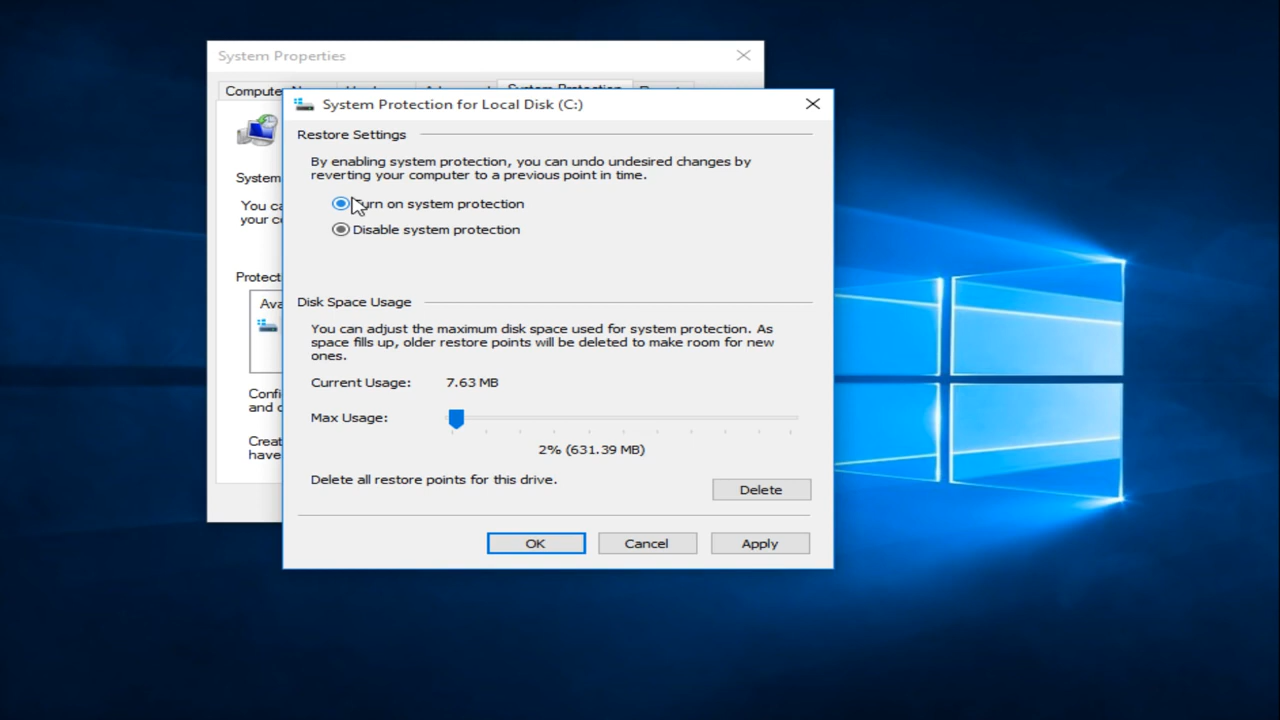 System Properties
Compute
System Protection
System Protection for Local Disk (C:)
Restore Settings
By enabling system protection, you can undo undesired changes by
reverting your computer to a previous point in time.
System
You ca
your c
urn on system protection
Disable system protection
Protect
Ava
Disk Space Usage
You can adjust the maximum disk space used for system protection. As
space fills up, older restore points will be deleted to make room for new
ones.
Current Usage: 7.63 MB
Confi
and c
Max Usage:
2% (631.39 MB)
Creat
have
Delete all restore points for this drive.
Delete
OK Cancel Apply